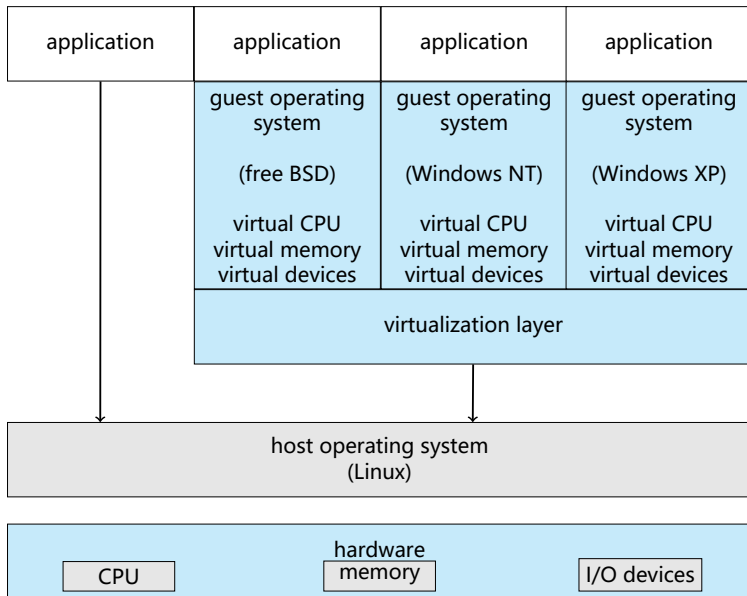 application
application
application
application
guest operating
system
(free BSD)
virtual CPU
virtual memory
virtual devices
guest operating
system
(Windows NT)
virtual CPU
virtual memory
virtual devices
guest operating
system
(Windows XP)
virtual CPU
virtual memory
virtual devices
virtualization layer
host operating system
(Linux)
hardware
CPU
memory
I/O devices